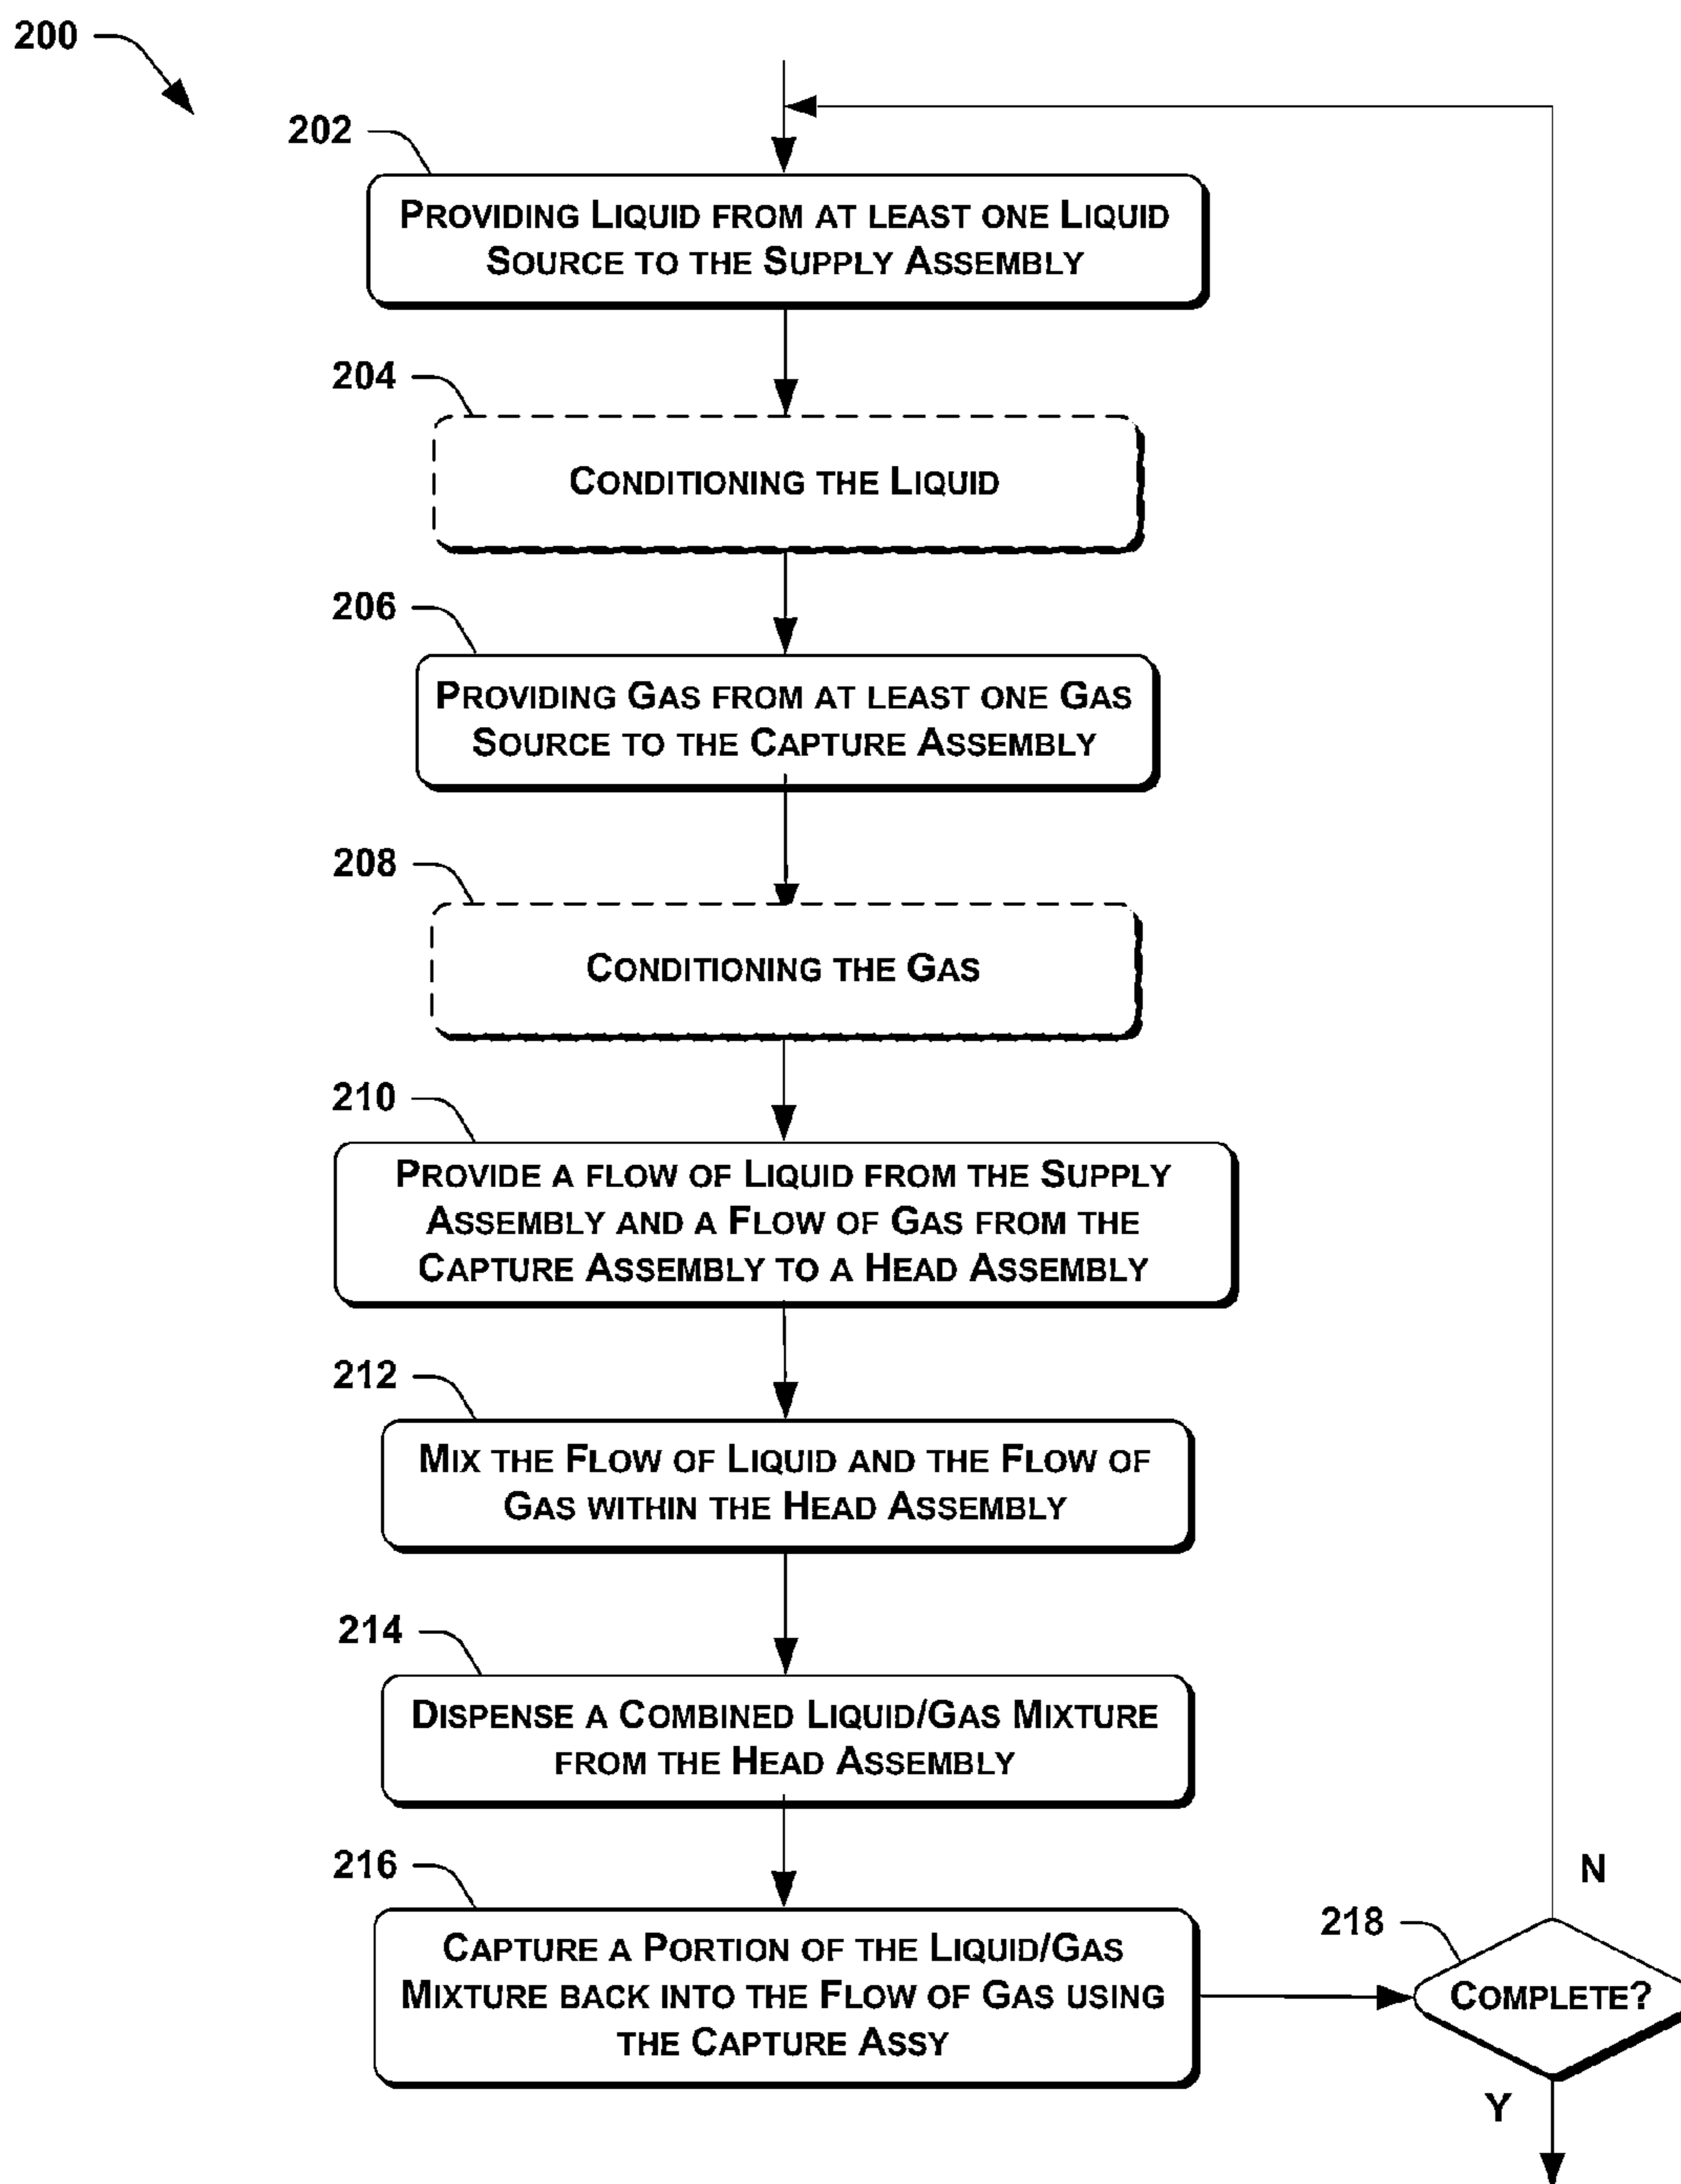 200
202
PROVIDING LIQUID FROM AT LEAST ONE LIQUID
SOURCE TO THE SUPPLY ASSEMBLY
204
CONDITIONING THE LIQUID
206
PROVIDING GAS FROM AT LEAST ONE GAS
SOURCE TO THE CAPTURE ASSEMBLY
208
CONDITIONING THE GAS
210
PROVIDE A FLOW OF LIQUID FROM THE SUPPLY
ASSEMBLY AND A FLOW OF GAS FROM THE
CAPTURE ASSEMBLY TO A HEAD ASSEMBLY
212
MIX THE FLOW OF LIQUID AND THE FLOW OF
GAS WITHIN THE HEAD ASSEMBLY
214
DISPENSE A COMBINED LIQUID/GAS MIXTURE
FROM THE HEAD ASSEMBLY
216
CAPTURE A PORTION OF THE LIQUID/GAS
MIXTURE BACK INTO THE FLOW OF GAS USING
THE CAPTURE ASSY
N
218
COMPLETE?
Y